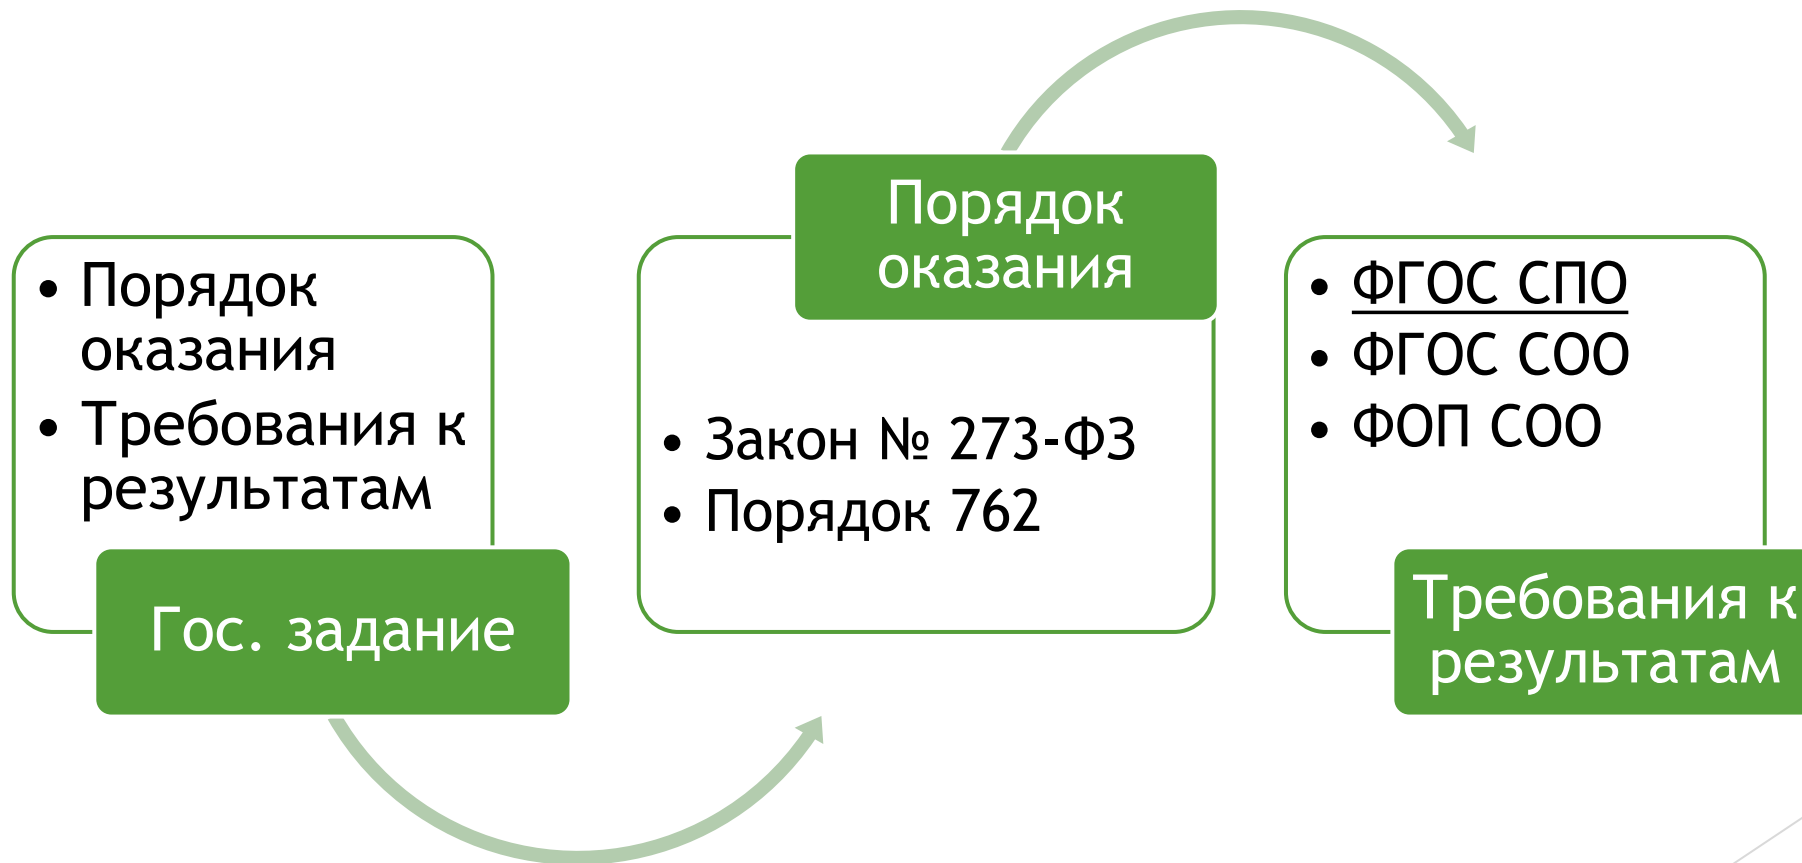 • Порядок
оказания
• Требования к
результатам
Гос. задание
Порядок
оказания
• Закон № 273-ФЗ
• Порядок 762
• ФГОС СПО
• ФГОС СОО
• ФОП СОО
Требования к
результатам